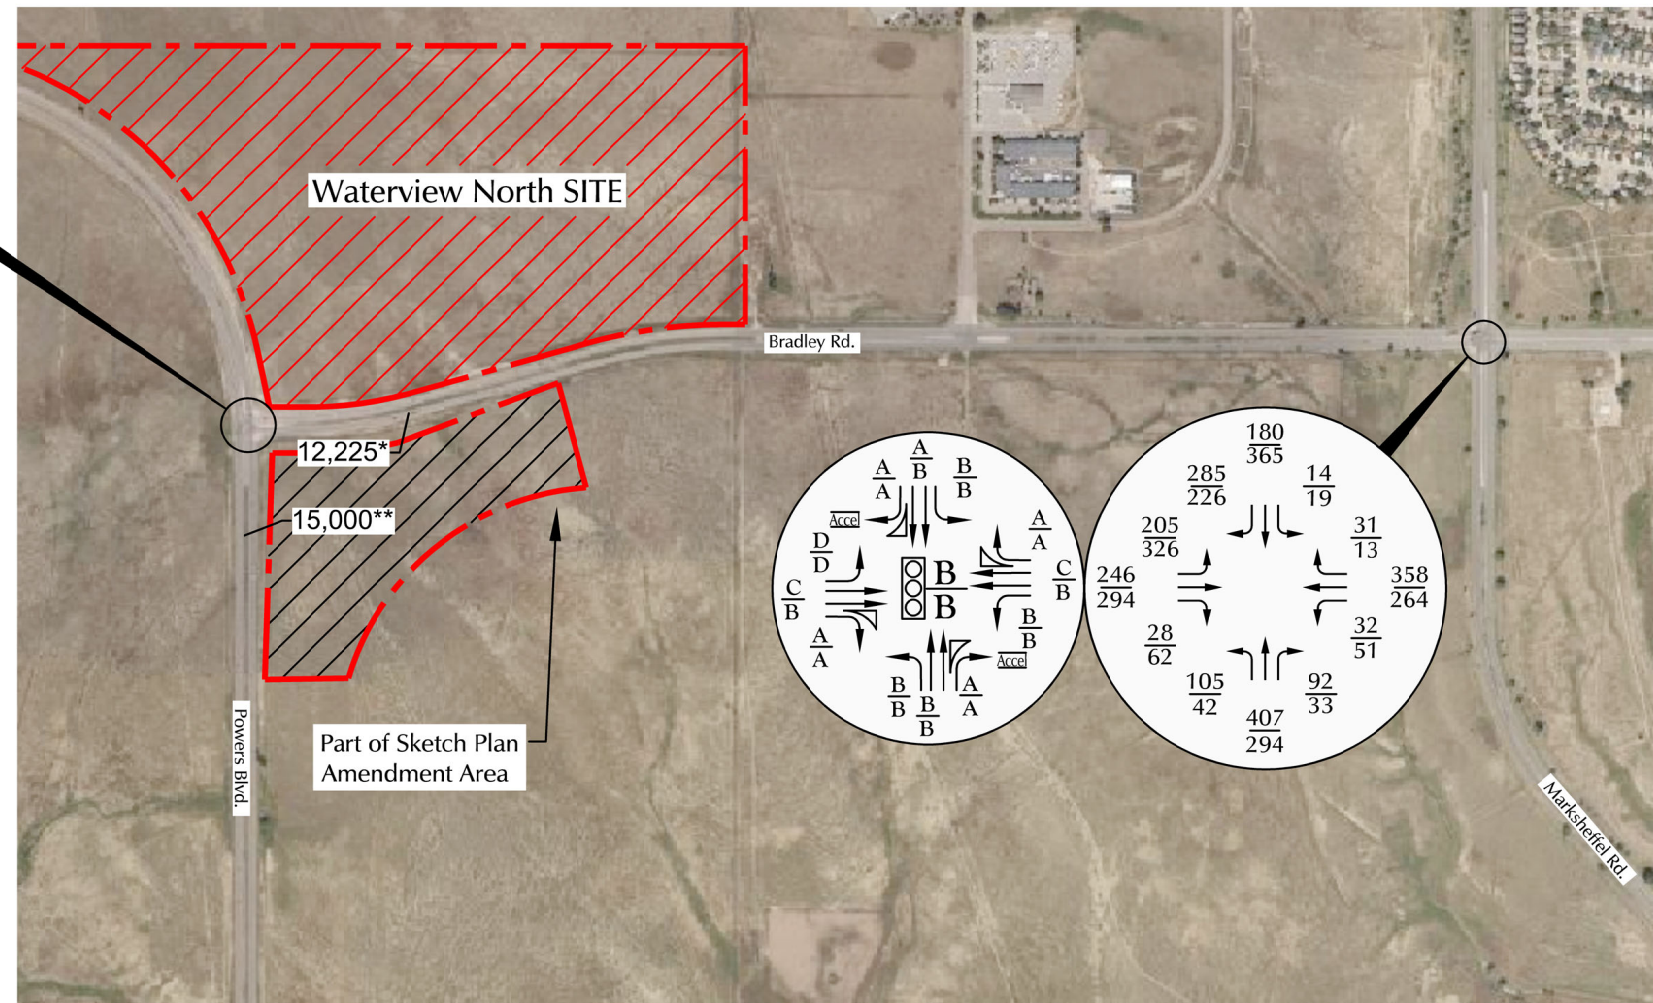 Waterview North SITE
Bradley Rd.
12,225*
15,000**
Powers Blvd.
Part of Sketch Plan
Amendment Area
A
B
A
A
B
B
Accel
A
A
D
D
C
B
B
B
C
B
A
A
B
B
Accel
B
B
B
B
A
A
180
365
285
226
14
19
205
326
31
13
246
294
358
264
28
62
32
51
105
42
92
33
407
294
Marksheffel Rd.